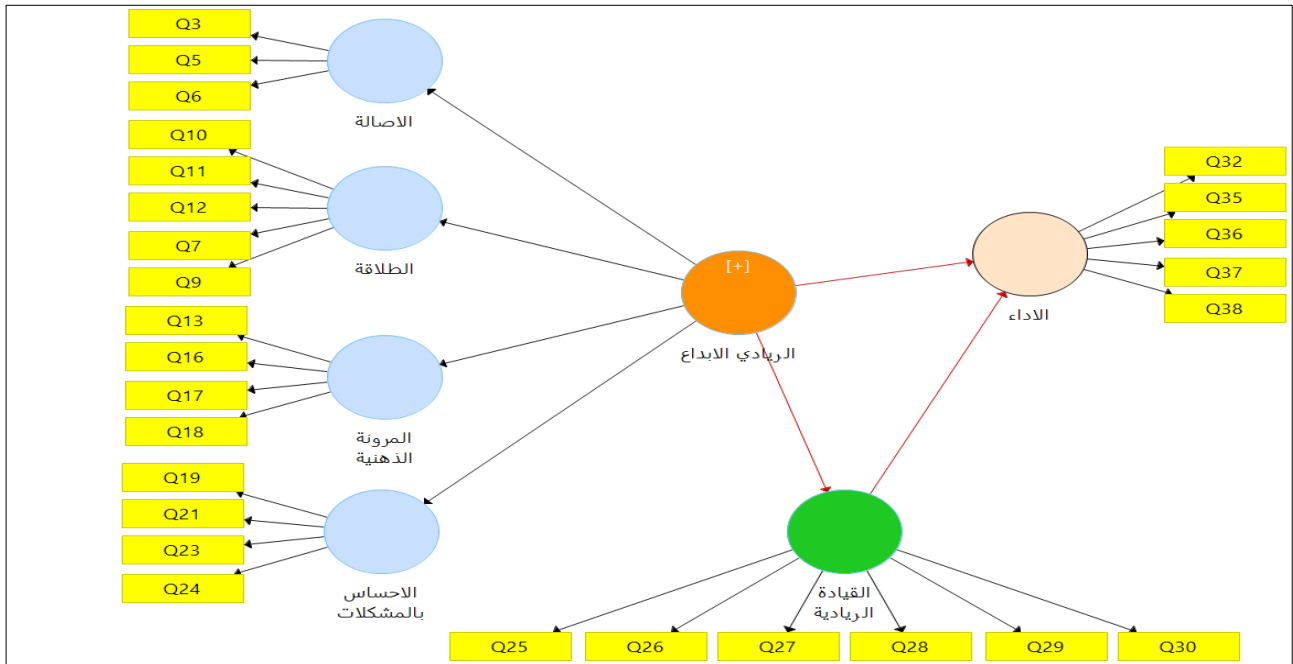 Q3
Q5
Q6
الاصالة
Q10
Q11
Q12
Q7
Q9
الطلاقة
Q13
Q16
Q17
Q18
المرونة
الذهنية
Q19
Q21
Q23
Q24
الاحساس
بالمشكلات
[+]
الريادي الابداع
Q32
Q35
Q36
Q37
Q38
الاداء
القيادة
الريادية
Q25
Q26
Q27
Q28
Q29
Q30